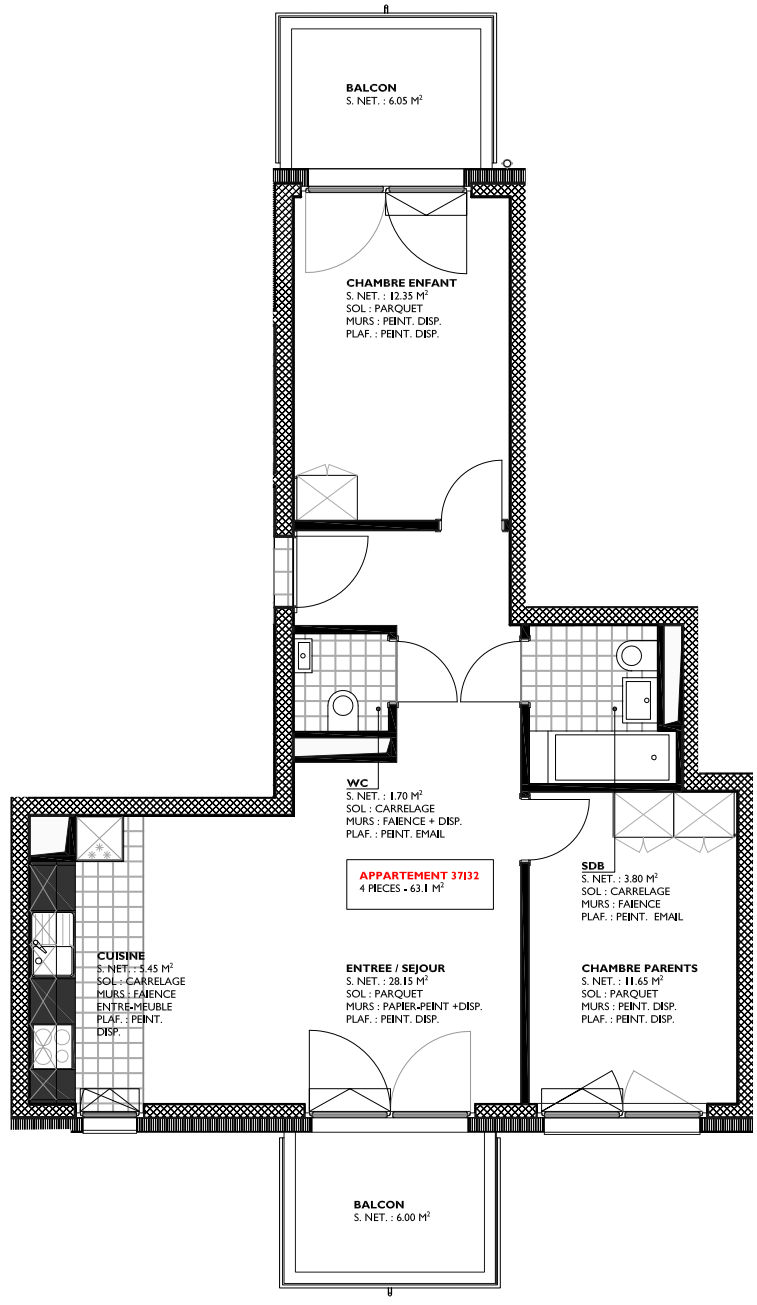 BALCON
S. NET. : 6.05 M²
CHAMBRE ENFANT
S. NET. : 12.35 M²
SOL : PARQUET
MURS : PEINT. DISP.
PLAF. : PEINT. DISP.
WC
S. NET. : 1.70 M²
SOL : CARRELAGE
MURS : FAIENCE + DISP.
PLAF. : PEINT. EMAIL
APPARTEMENT 37132
4 PIECES - 63.1 M²
SDB
S. NET. : 3.80 M²
SOL : CARRELAGE
MURS : FAIENCE
PLAF. : PEINT. EMAIL
CUISINE
S. NET. : 5.45 M²
SOL : CARRELAGE
MURS : FAIENCE
ENTRE-MEUBLE
PLAF. : PEINT.
DISP.
ENTREE / SEJOUR
S. NET. : 28.15 M²
SOL : PARQUET
MURS : PAPIER-PEINT +DISP.
PLAF. : PEINT. DISP.
CHAMBRE PARENTS
S. NET. : 11.65 M²
SOL : PARQUET
MURS : PEINT. DISP.
PLAF. : PEINT. DISP.
BALCON
S. NET. : 6.00 M²